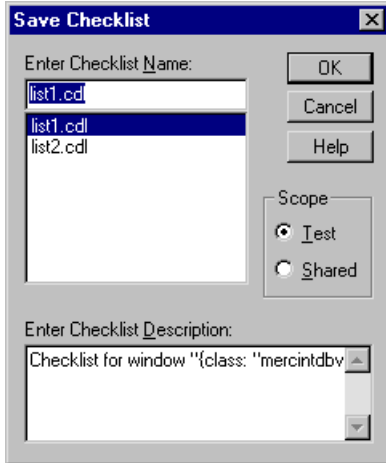 Save Checklist
Enter Checklist Name:
list1.cdl
list1.cdl
list2.cdl
OK
Cancel
Help
Scope
Test
Shared
Enter Checklist Description:
Checklist for window "{class: "mercintdbv